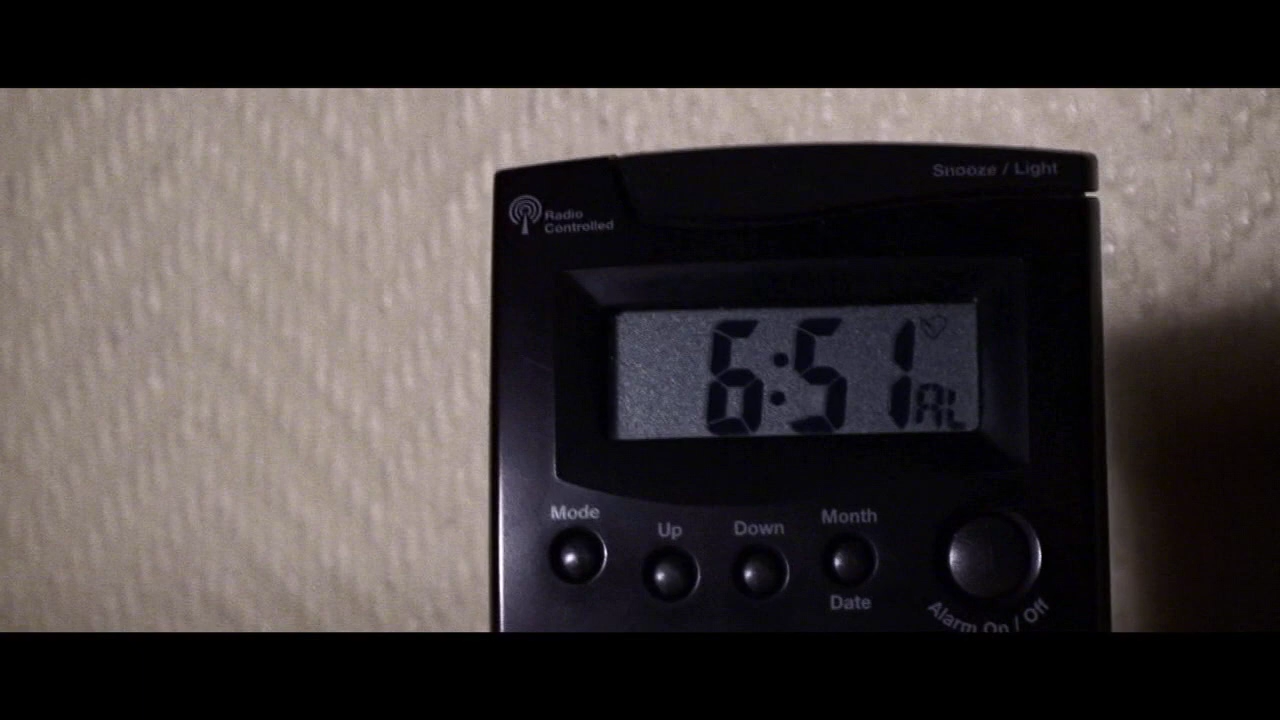 Snooze / Light
Radio
Controlled
6:51 AL
Mode
Up
Down
Month
Date
Alarm On / Off